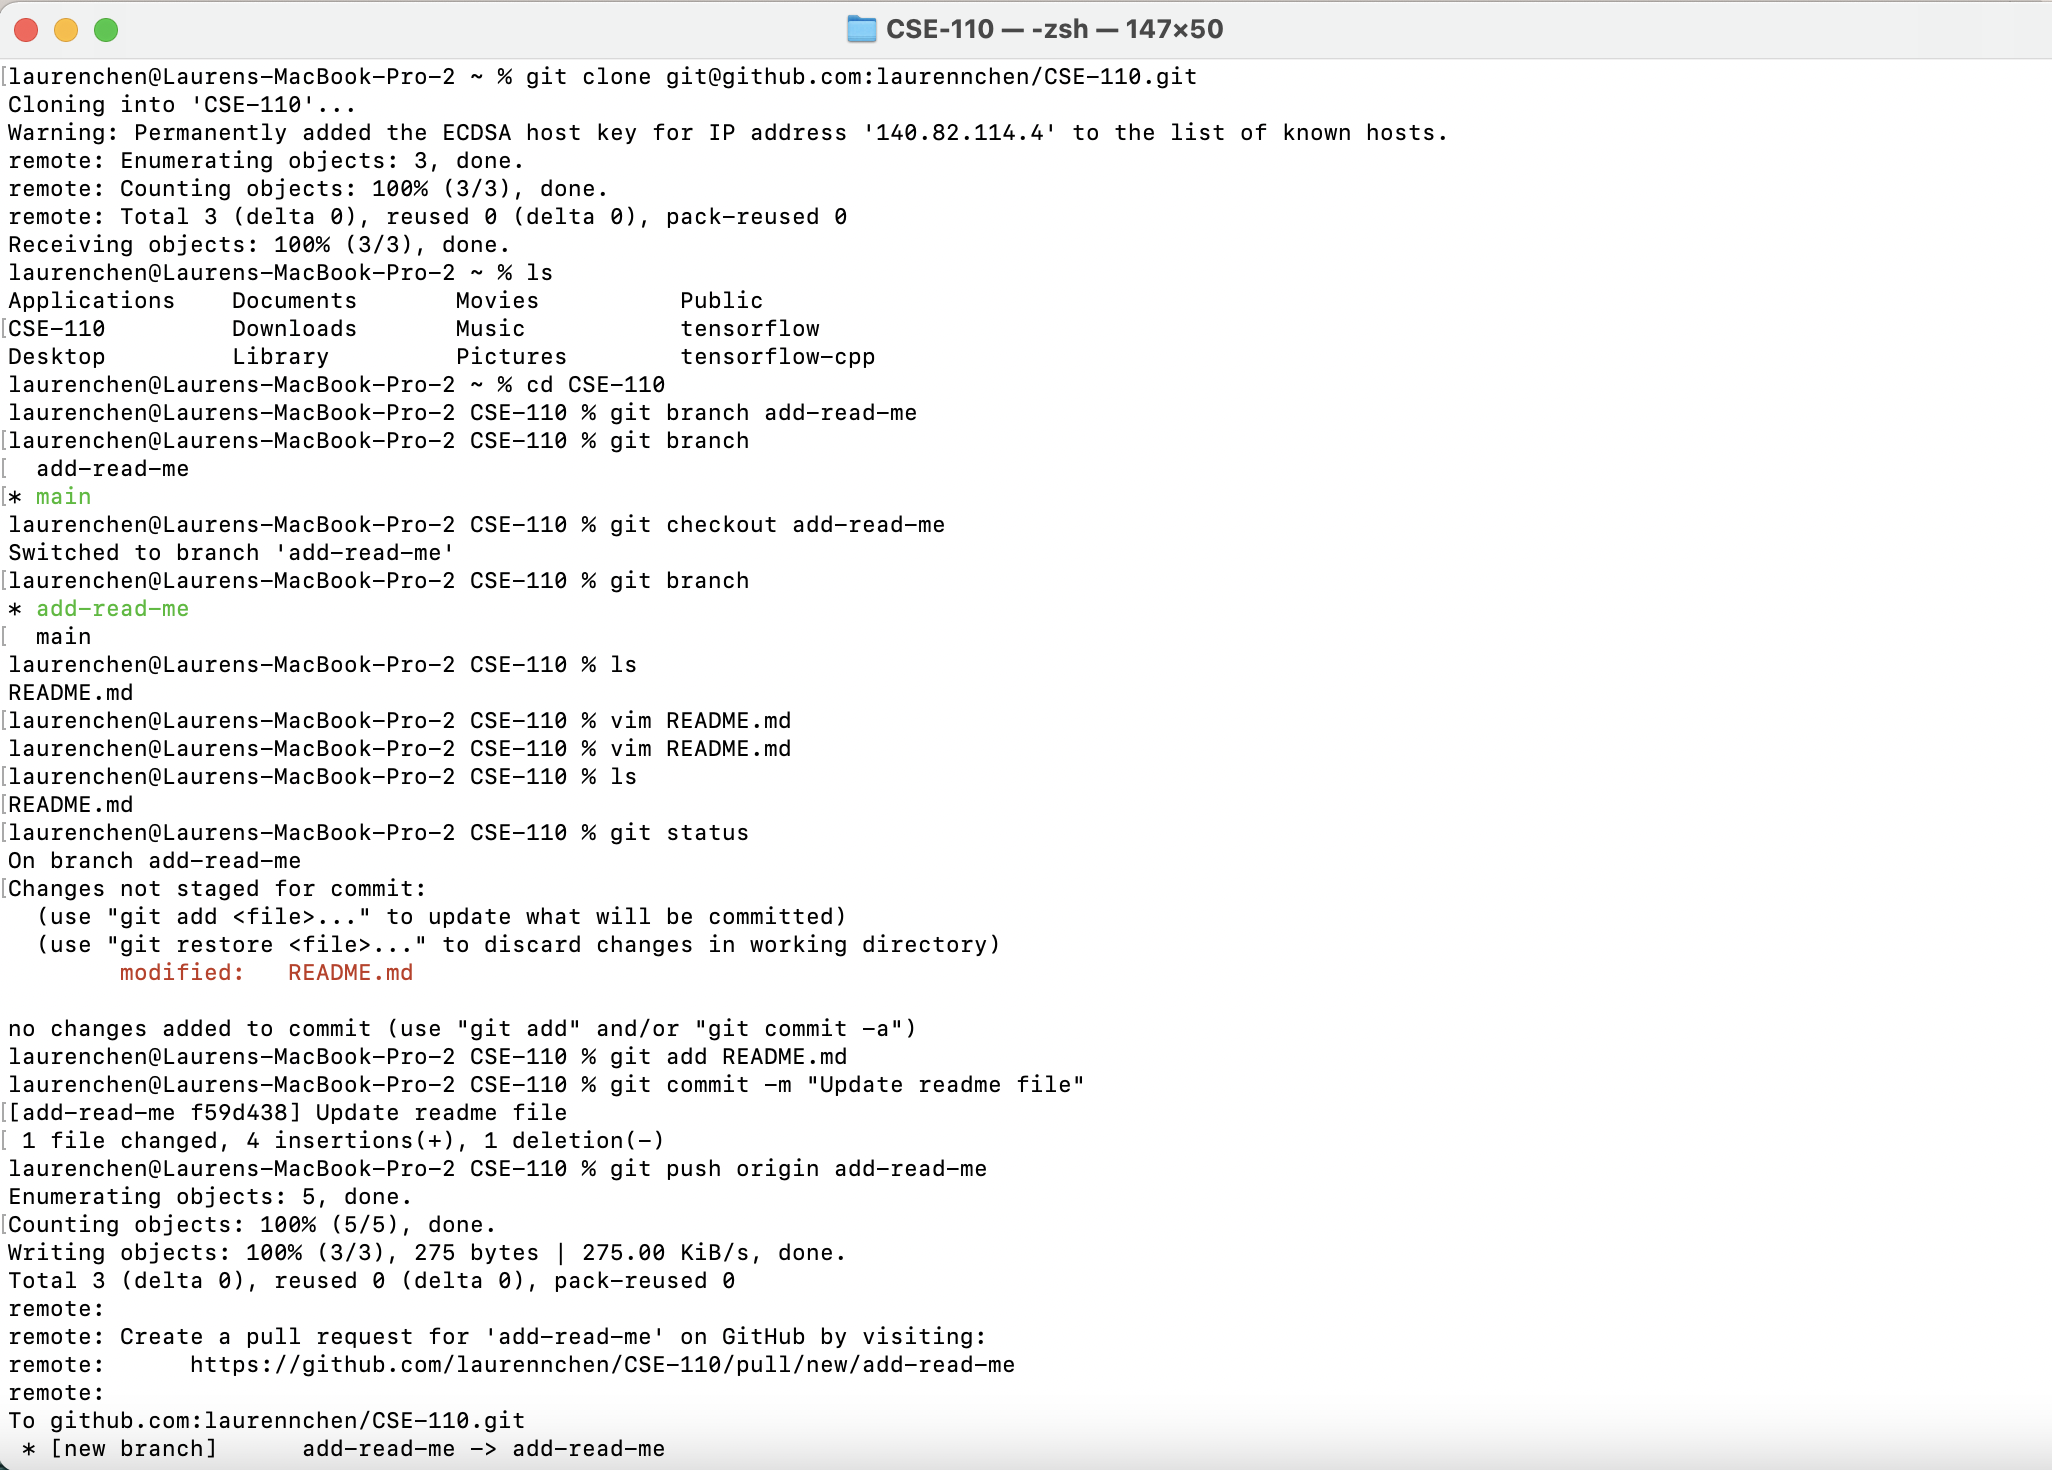 CSE-110 — -zsh — 147×50
[laurenchen@Laurens-MacBook-Pro-2 ~ % git clone git@github.com:laurennchen/CSE-110.git
Cloning into 'CSE-110'...
Warning: Permanently added the ECDSA host key for IP address '140.82.114.4' to the list of known hosts.
remote: Enumerating objects: 3, done.
remote: Counting objects: 100% (3/3), done.
remote: Total 3 (delta 0), reused 0 (delta 0), pack-reused 0
Receiving objects: 100% (3/3), done.
laurenchen@Laurens-MacBook-Pro-2 ~ % ls
Applications    Documents       Movies          Public
[CSE-110         Downloads       Music           tensorflow
Desktop         Library         Pictures        tensorflow-cpp
laurenchen@Laurens-MacBook-Pro-2 ~ % cd CSE-110
laurenchen@Laurens-MacBook-Pro-2 CSE-110 % git branch add-read-me
[laurenchen@Laurens-MacBook-Pro-2 CSE-110 % git branch
[  add-read-me
[* main
laurenchen@Laurens-MacBook-Pro-2 CSE-110 % git checkout add-read-me
Switched to branch 'add-read-me'
[laurenchen@Laurens-MacBook-Pro-2 CSE-110 % git branch
* add-read-me
[  main
laurenchen@Laurens-MacBook-Pro-2 CSE-110 % ls
README.md
[laurenchen@Laurens-MacBook-Pro-2 CSE-110 % vim README.md
laurenchen@Laurens-MacBook-Pro-2 CSE-110 % vim README.md
[laurenchen@Laurens-MacBook-Pro-2 CSE-110 % ls
[README.md
[laurenchen@Laurens-MacBook-Pro-2 CSE-110 % git status
On branch add-read-me
[Changes not staged for commit:
  (use "git add <file>..." to update what will be committed)
  (use "git restore <file>..." to discard changes in working directory)
        modified:   README.md
no changes added to commit (use "git add" and/or "git commit -a")
laurenchen@Laurens-MacBook-Pro-2 CSE-110 % git add README.md
laurenchen@Laurens-MacBook-Pro-2 CSE-110 % git commit -m "Update readme file"
[[add-read-me f59d438] Update readme file
[ 1 file changed, 4 insertions(+), 1 deletion(-)
laurenchen@Laurens-MacBook-Pro-2 CSE-110 % git push origin add-read-me
Enumerating objects: 5, done.
[Counting objects: 100% (5/5), done.
Writing objects: 100% (3/3), 275 bytes | 275.00 KiB/s, done.
Total 3 (delta 0), reused 0 (delta 0), pack-reused 0
remote:
remote: Create a pull request for 'add-read-me' on GitHub by visiting:
remote:      https://github.com/laurennchen/CSE-110/pull/new/add-read-me
remote:
To github.com:laurennchen/CSE-110.git
 * [new branch]      add-read-me -> add-read-me